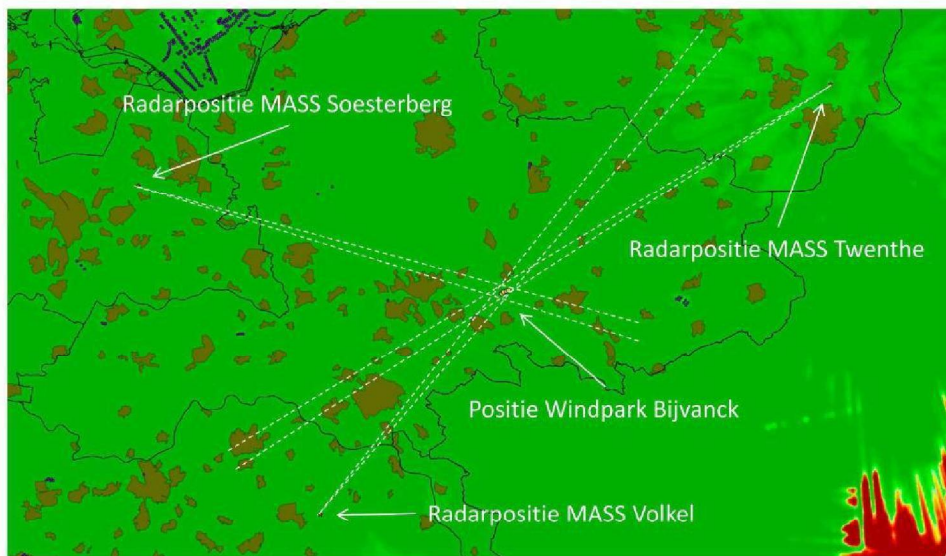 Radarpositie MASS Soesterberg
Radarpositie MASS Twenthe
Positie Windpark Bijvanck
Radarpositie MASS Volkel